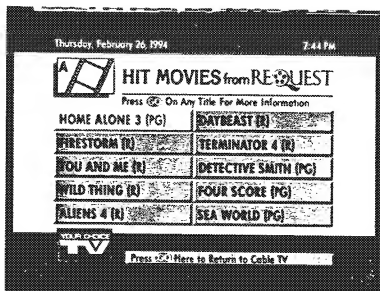 Thursday, February 26, 1994 7:44 PM
A HIT MOVIES from REQUEST
Press GO On Any Title For More Information
HOME ALONE 3 (PG) DAYBEAST (R)
FIRESTORM (R) TERMINATOR 4 (R)
YOU AND ME (R) DETECTIVE SMITH (PG)
WILD THING (R) FOUR SCORE (PG)
ALIENS 4 (R) SEA WORLD (PG)
YOUR CHOICE
TV
Press GO Here to Return to Cable TV